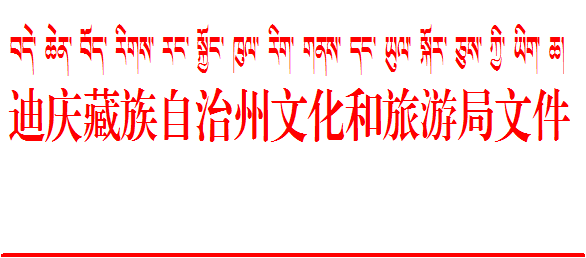 བདེ་ ཆེན་ བོད་ རིགས་ རང་ སྐྱོང་ ཁུལ་ རིག་ གནས་ དང་ ཡུལ་ སྐོར་ ཅུས་ ཀྱི་ ཡིག་ ཆ།
迪庆藏族自治州文化和旅游局文件